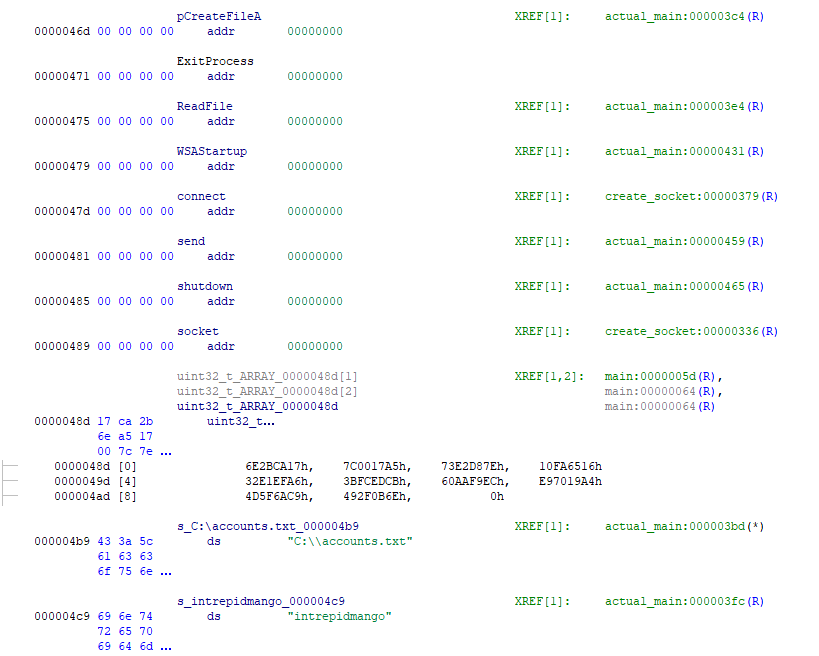 pCreateFileA XREF[1]: actual_main:000003c4(R)
0000046d 00 00 00 00 addr 00000000
ExitProcess
00000471 00 00 00 00 addr 00000000
ReadFile XREF[1]: actual_main:000003e4(R)
00000475 00 00 00 00 addr 00000000
WSAStartup XREF[1]: actual_main:00000431(R)
00000479 00 00 00 00 addr 00000000
connect XREF[1]: create_socket:00000379(R)
0000047d 00 00 00 00 addr 00000000
send XREF[1]: actual_main:00000459(R)
00000481 00 00 00 00 addr 00000000
shutdown XREF[1]: actual_main:00000465(R)
00000485 00 00 00 00 addr 00000000
socket XREF[1]: create_socket:00000336(R)
00000489 00 00 00 00 addr 00000000
uint32_t_ARRAY_0000048d[1] XREF[1,2]: main:0000005d(R),
uint32_t_ARRAY_0000048d[2] main:00000064(R),
uint32_t_ARRAY_0000048d main:00000064(R)
0000048d 17 ca 2b uint32_t...
6e a5 17
00 7c 7e ...
0000048d [0] 6E2BCA17h, 7C0017A5h, 73E2D87Eh, 10FA6516h
0000049d [4] 32E1EFA6h, 3BFCEDCBh, 60AAF9ECh, E97019A4h
000004ad [8] 4D5F6AC9h, 492F0B6Eh, 0h
s_C:\accounts.txt_000004b9 XREF[1]: actual_main:000003bd(*)
000004b9 43 3a 5c ds "C:\\accounts.txt"
61 63 63
6f 75 6e ...
s_intrepidmango_000004c9 XREF[1]: actual_main:000003fc(R)
000004c9 69 6e 74 ds "intrepidmango"
72 65 70
69 64 6d ...